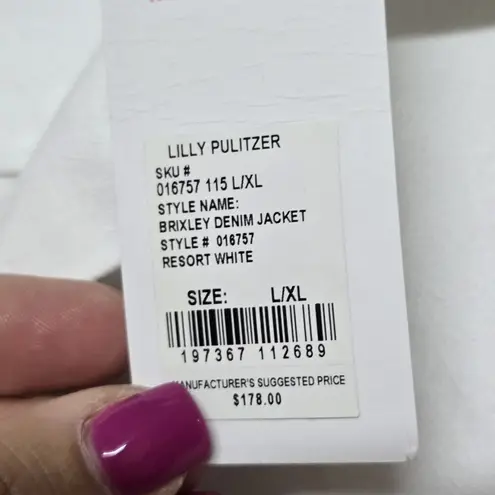 LILLY PULITZER
SKU #
016757 115 L/XL
STYLE NAME:
BRIXLEY DENIM JACKET
STYLE # 016757
RESORT WHITE
SIZE: L/XL
197367 112689
MANUFACTURER'S SUGGESTED PRICE
$178.00